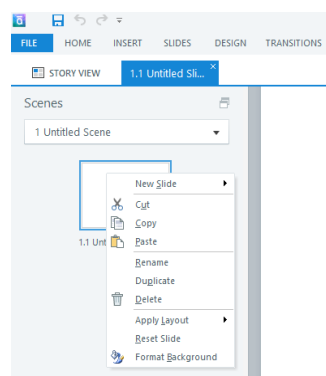 FILE HOME INSERT SLIDES DESIGN TRANSITIONS
STORY VIEW 1.1 Untitled Sli... ×
Scenes
1 Untitled Scene
New Slide
Cut
Copy
1.1 Unt Paste
Rename
Duplicate
Delete
Apply Layout
Reset Slide
Format Background